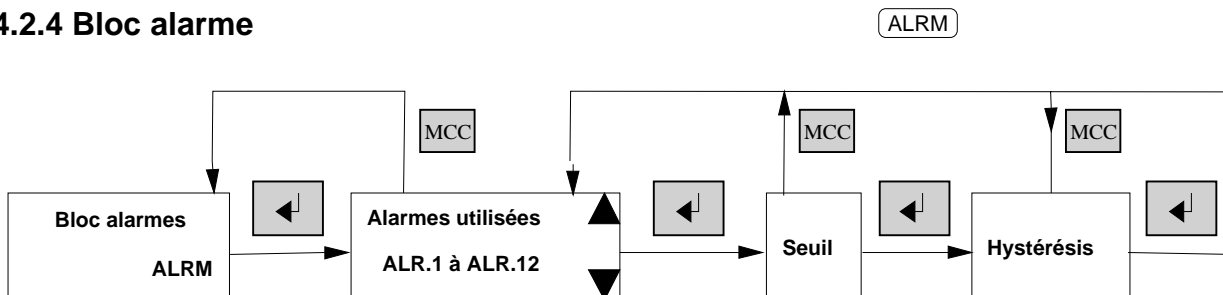 4.2.4 Bloc alarme
ALRM
MCC
MCC
MCC
Bloc alarmes
ALRM
Alarmes utilisées
ALR.1 à ALR.12
Seuil
Hystérésis